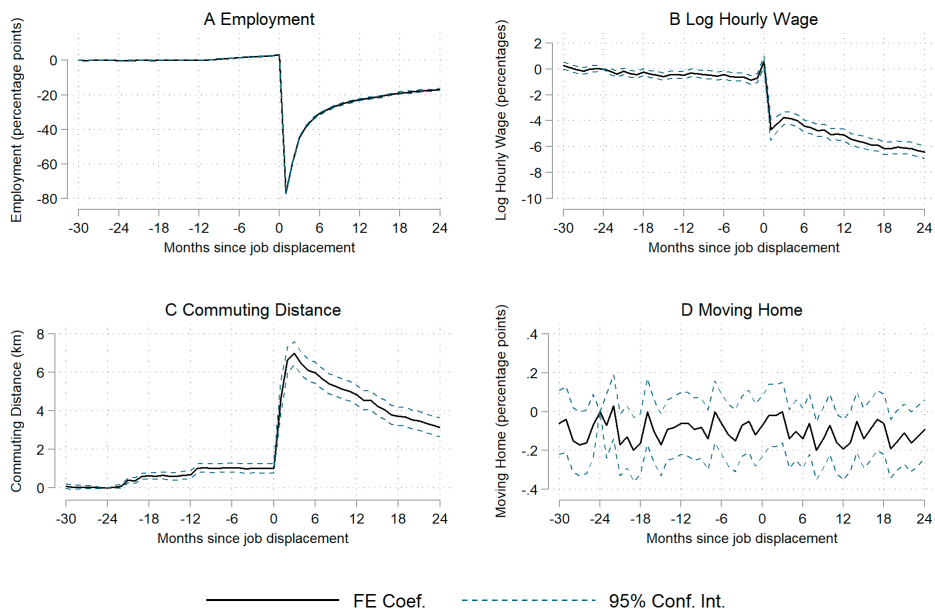 A Employment
Employment (percentage points)
0
-20
-40
-60
-80
-30 -24 -18 -12 -6 0 6 12 18 24
Months since job displacement
B Log Hourly Wage
Log Hourly Wage (percentages)
2
0
-2
-4
-6
-8
-10
-30 -24 -18 -12 -6 0 6 12 18 24
Months since job displacement
C Commuting Distance
Commuting Distance (km)
8
6
4
2
0
-30 -24 -18 -12 -6 0 6 12 18 24
Months since job displacement
D Moving Home
Moving Home (percentage points)
.4
.2
0
-.2
-.4
-30 -24 -18 -12 -6 0 6 12 18 24
Months since job displacement
FE Coef. 95% Conf. Int.